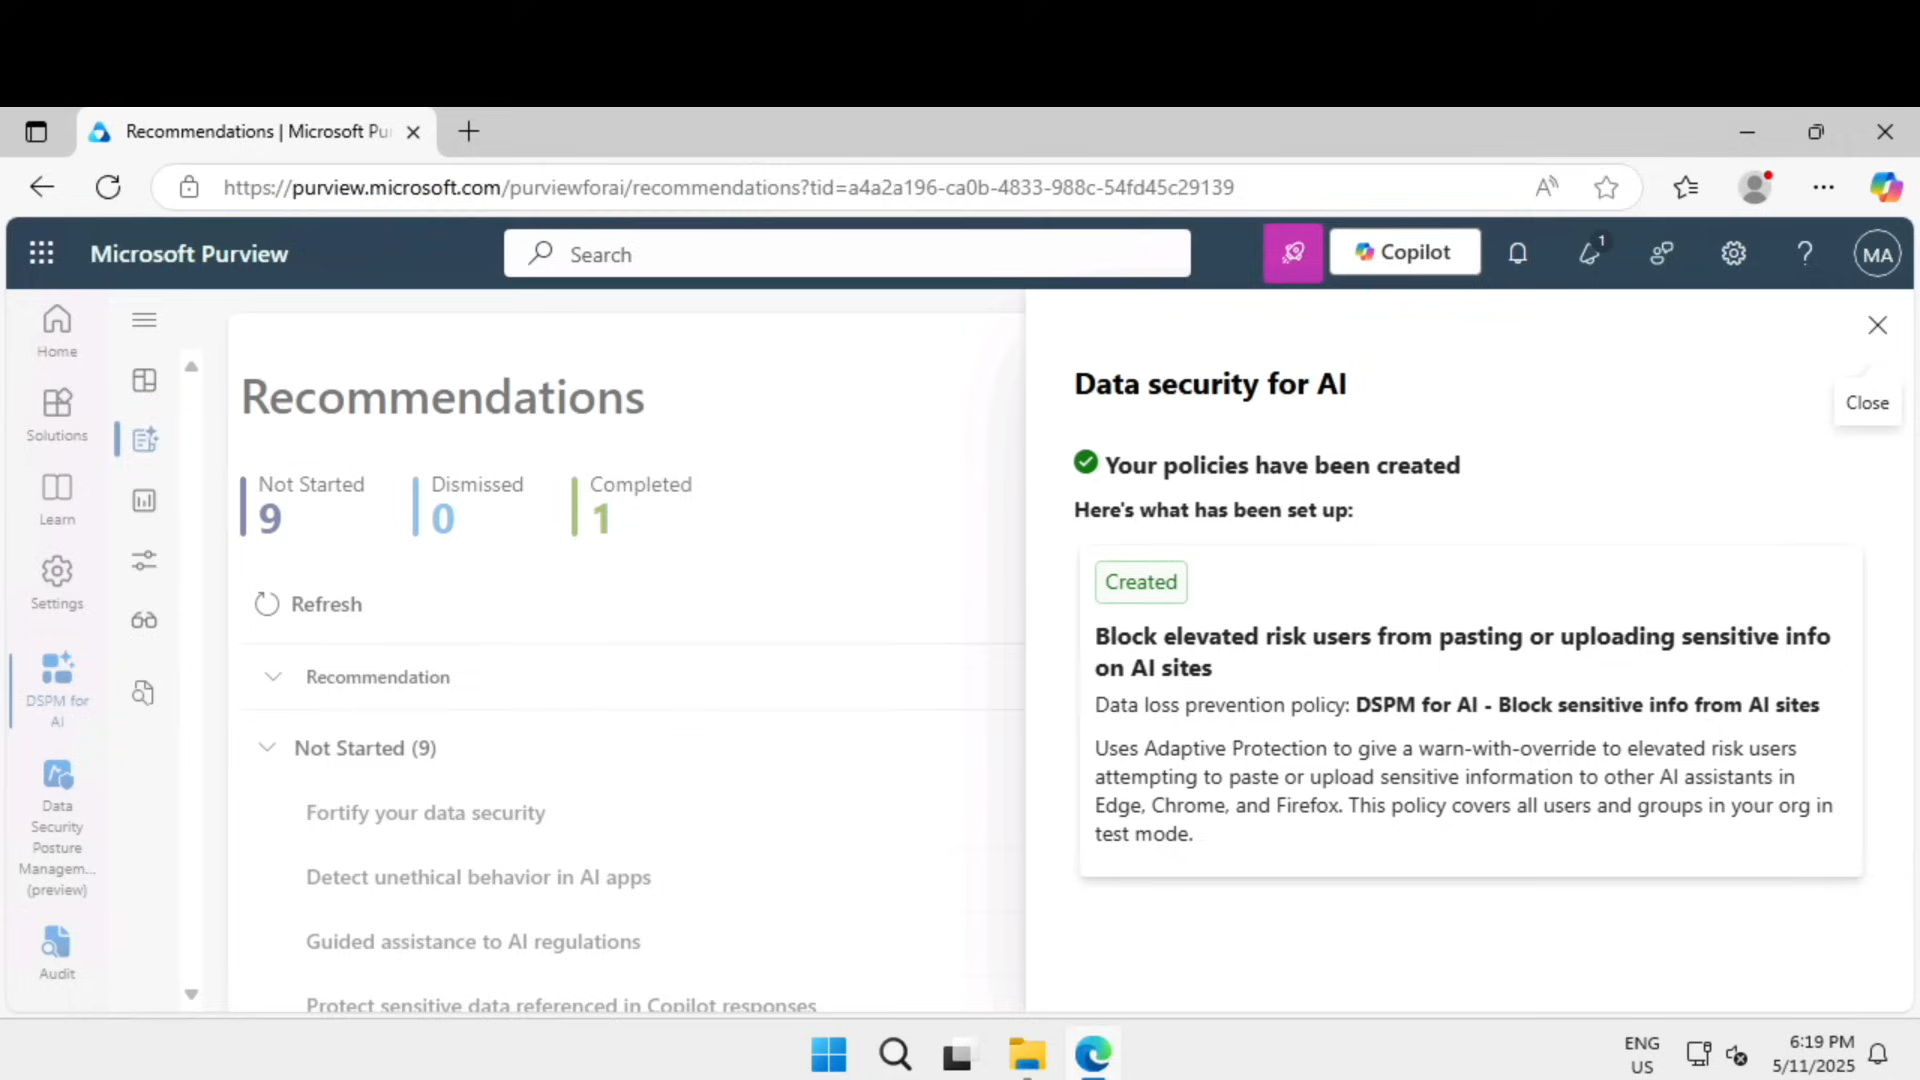 Recommendations | Microsoft Pu
https://purview.microsoft.com/purviewforai/recommendations?tid=a4a2a196-ca0b-4833-988c-54fd45c29139
Microsoft Purview
Search
Copilot
1
MA
Home
Solutions
Learn
Settings
DSPM for
AI
Data
Security
Posture
Managem...
(preview)
Audit
Recommendations
Not Started
9
Dismissed
0
Completed
1
Refresh
Recommendation
Not Started (9)
Fortify your data security
Detect unethical behavior in AI apps
Guided assistance to AI regulations
Protect sensitive data referenced in Copilot responses
Close
Data security for AI
Your policies have been created
Here's what has been set up:
Created
Block elevated risk users from pasting or uploading sensitive info
on AI sites
Data loss prevention policy: DSPM for AI - Block sensitive info from AI sites
Uses Adaptive Protection to give a warn-with-override to elevated risk users
attempting to paste or upload sensitive information to other AI assistants in
Edge, Chrome, and Firefox. This policy covers all users and groups in your org in
test mode.
ENG
US
6:19 PM
5/11/2025